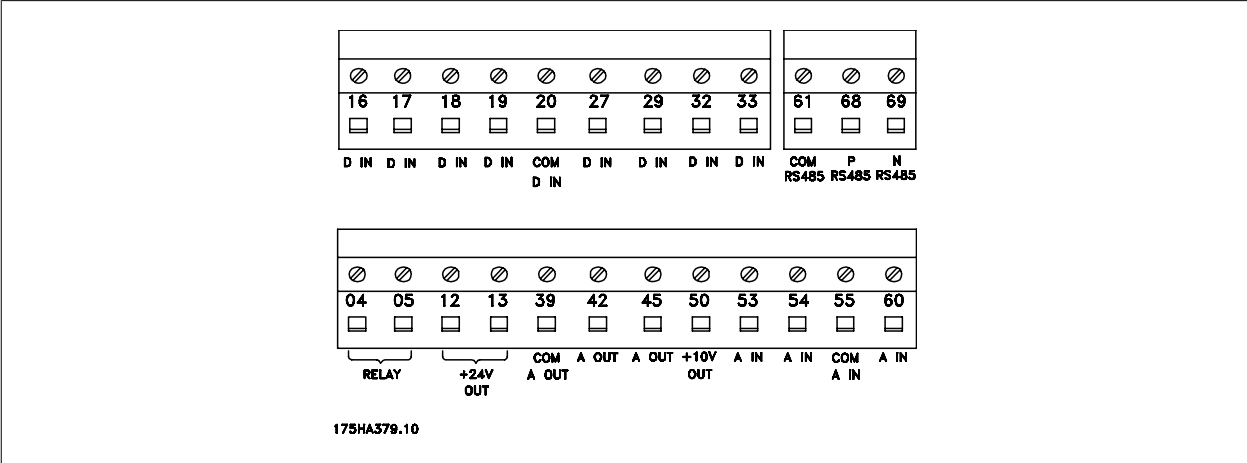 16 17 18 19 20 27 29 32 33 61 68 69
D IN D IN D IN D IN COM D IN D IN D IN D IN COM P N
D IN RS485 RS485 RS485
04 05 12 13 39 42 45 50 53 54 55 60
COM A OUT A OUT +10V A IN A IN COM A IN
RELAY +24V A OUT OUT A IN
OUT
175HA379.10